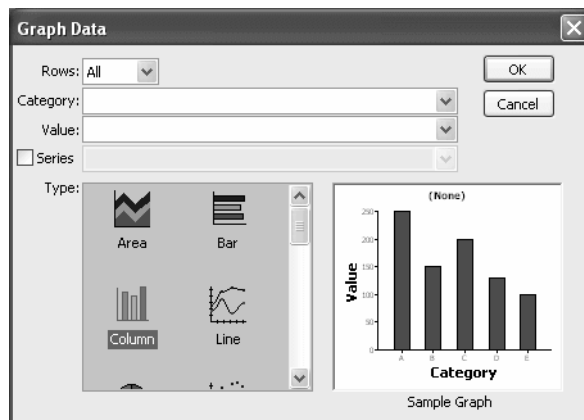 Graph Data
Rows: All
OK
Category:
Cancel
Value:
Series
Type:
Area
Bar
Column
Line
(None)
250
200
150
100
50
0
Value
A B C D E
Category
Sample Graph